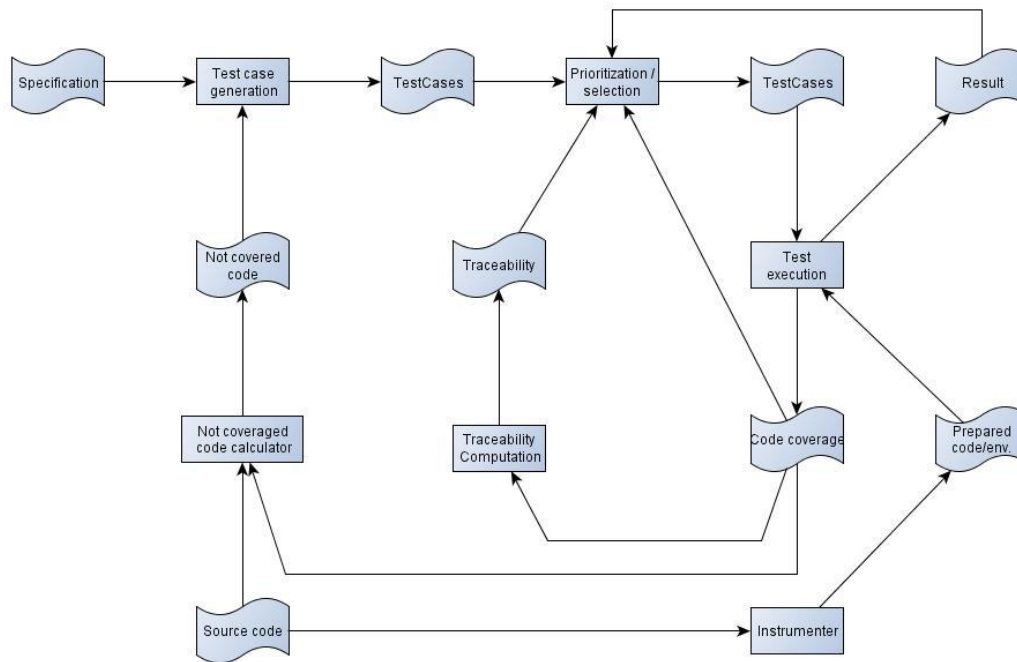 Specification
Test case
generation
TestCases
Prioritization /
selection
TestCases
Result
Not covered
code
Traceability
Test
execution
Not coveraged
code calculator
Traceability
Computation
Code coverage
Prepared
code/env.
Source code
Instrumenter